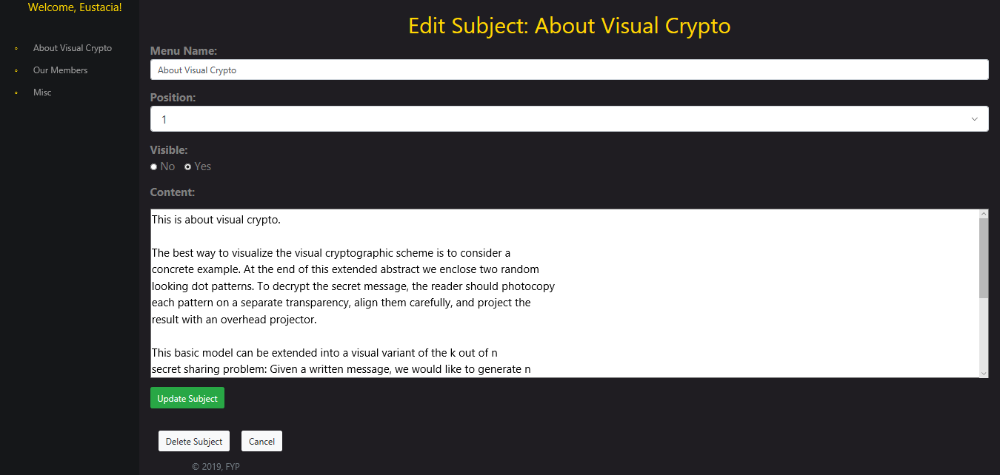 Welcome, Eustacia!
About Visual Crypto
Our Members
Misc
Edit Subject: About Visual Crypto
Menu Name:
About Visual Crypto
Position:
1
Visible:
No Yes
Content:
This is about visual crypto.
The best way to visualize the visual cryptographic scheme is to consider a
concrete example. At the end of this extended abstract we enclose two random
looking dot patterns. To decrypt the secret message, the reader should photocopy
each pattern on a separate transparency, align them carefully, and project the
result with an overhead projector.
This basic model can be extended into a visual variant of the k out of n
secret sharing problem: Given a written message, we would like to generate n
Update Subject
Delete Subject Cancel
© 2019, FYP